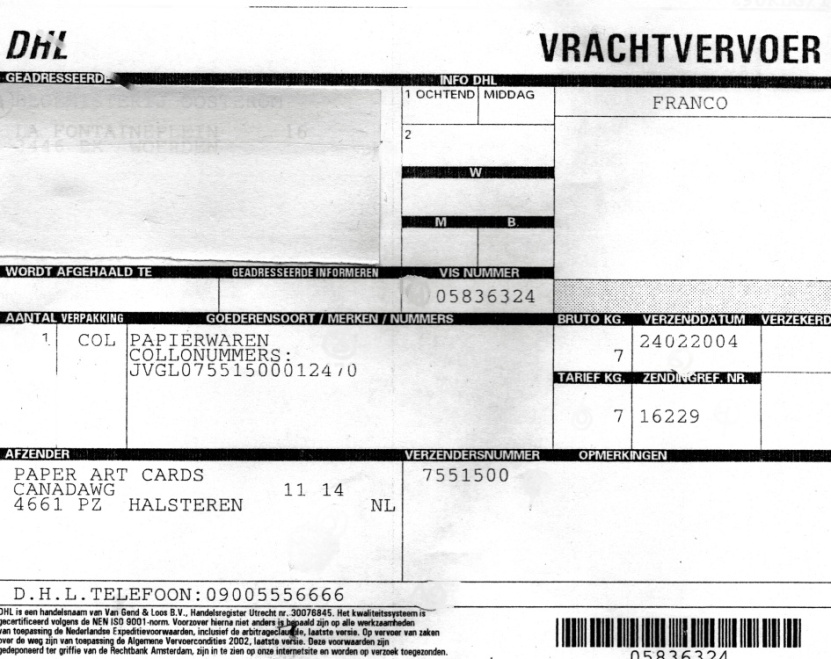 DHL
VRACHTVERVOER
GEADRESSEERDE
INFO DHL
1 OCHTEND MIDDAG
FRANCO
LA FONTAINEPLEIN 16
WOERDEN
2
W
M B.
WORDT AFGEHAALD TE
GEADRESSEERDE INFORMEREN
VIS NUMMER
05836324
AANTAL VERPAKKING
GOEDERENSOORT / MERKEN / NUMMERS
BRUTO KG. VERZENDDATUM VERZEKERD
1 COL PAPIERWAREN
COLLONUMMERS:
JVGL07551500012470
7
24022004
TARIEF KG. ZENDINGREF. NR.
7 16229
AFZENDER
VERZENDERSNUMMER
OPMERKINGEN
PAPER ART CARDS
CANADAWG 11 14
4661 PZ HALSTEREN NL
7551500
D.H.L.TELEFOON:09005556666
DHL is een handelsnaam van Van Gend & Loos B.V., Handelsregister Utrecht nr. 30076845. Het kwaliteitssysteem is
gecertificeerd volgens de NEN ISO 9001-norm. Voorzover hierna niet anders is bepaald zijn op alle werkzaamheden
van toepassing de Nederlandse Expeditievoorwaarden, inclusief de arbitrageclausule, laatste versie. Op vervoer van zaken
over de weg zijn van toepassing de Algemene Vervoercondities 2002, laatste versie. Deze voorwaarden zijn
gedeponeerd ter griffie van de Rechtbank Amsterdam, zijn in te zien op onze internetsite en worden op verzoek toegezonden.
05836324